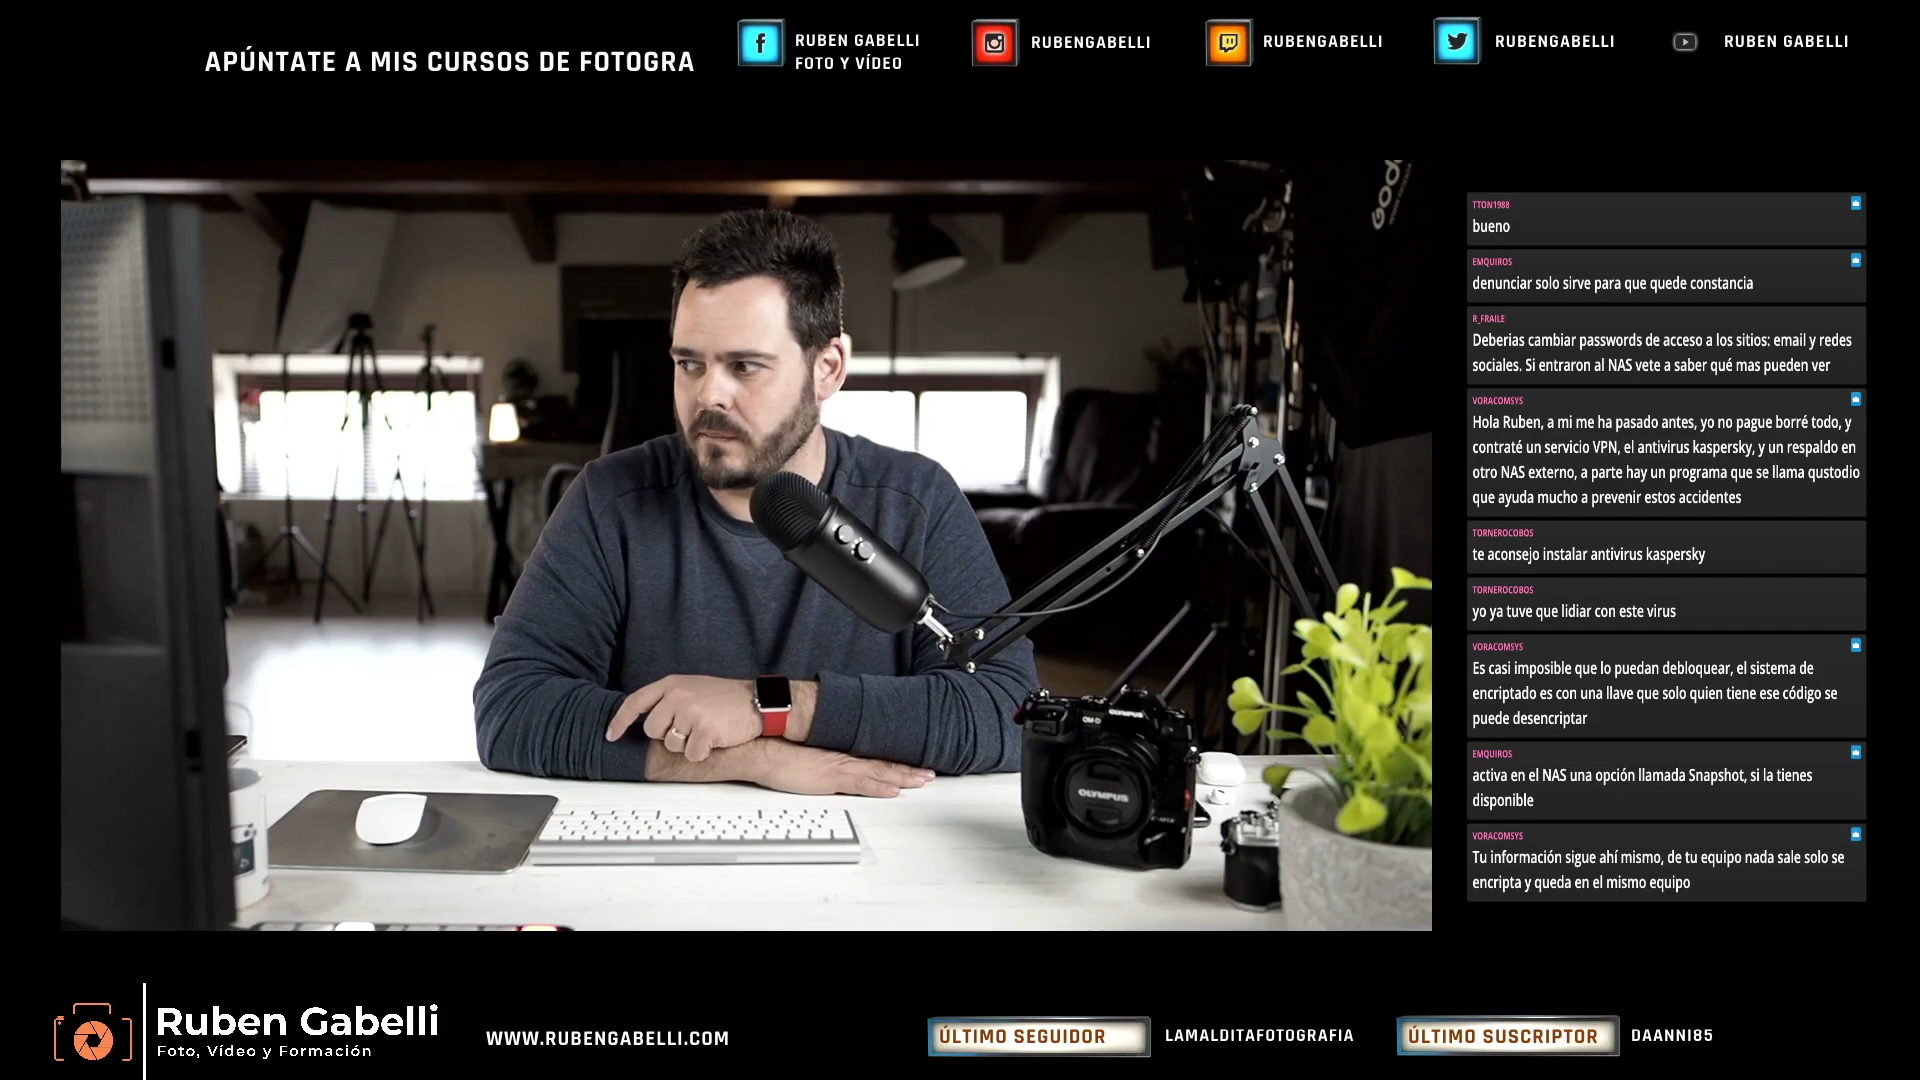 APÚNTATE A MIS CURSOS DE FOTOGRA
RUBEN GABELLI
FOTO Y VÍDEO
RUBENGABELLI
RUBENGABELLI
RUBENGABELLI
RUBEN GABELLI
GOD
TTON1988
bueno
EMQUIROS
denunciar solo sirve para que quede constancia
R_FRAILE
Deberias cambiar passwords de acceso a los sitios: email y redes
sociales. Si entraron al NAS vete a saber qué mas pueden ver
VORACOMSYS
Hola Ruben, a mi me ha pasado antes, yo no pague borré todo, y
contraté un servicio VPN, el antivirus kaspersky, y un respaldo en
otro NAS externo, a parte hay un programa que se llama qustodio
que ayuda mucho a prevenir estos accidentes
TORNEROCOBOS
te aconsejo instalar antivirus kaspersky
TORNEROCOBOS
yo ya tuve que lidiar con este virus
VORACOMSYS
Es casi imposible que lo puedan debloquear, el sistema de
encriptado es con una llave que solo quien tiene ese código se
puede desencriptar
EMQUIROS
activa en el NAS una opción llamada Snapshot, si la tienes
disponible
VORACOMSYS
Tu información sigue ahí mismo, de tu equipo nada sale solo se
encripta y queda en el mismo equipo
OLYMPUS
OM-D
OLYMPUS
Ruben Gabelli
Foto, Vídeo y Formación
WWW.RUBENGABELLI.COM
ÚLTIMO SEGUIDOR
LAMALDITAFOTOGRAFIA
ÚLTIMO SUSCRIPTOR
DAANNI85